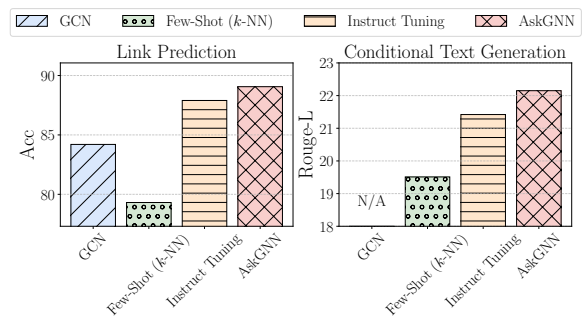 GCN Few-Shot (k-NN) Instruct Tuning AskGNN
Link Prediction
Acc
90
85
80
GCN
Few-Shot (k-NN)
Instruct Tuning
AskGNN
Conditional Text Generation
Rouge-L
23
22
21
20
19
18
N/A
GCN
Few-Shot (k-NN)
Instruct Tuning
AskGNN